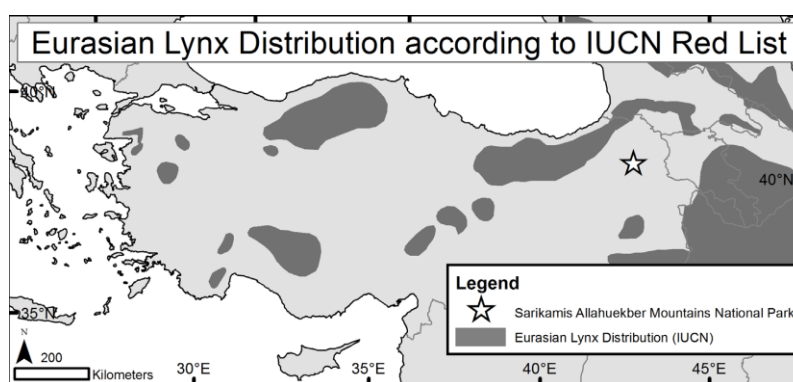 Eurasian Lynx Distribution according to IUCN Red List
40°N
40°N
Legend
Sarikamis Allahuekber Mountains National Park
Eurasian Lynx Distribution (IUCN)
35°N
N
200
Kilometers
30°E
35°E
40°E
45°E